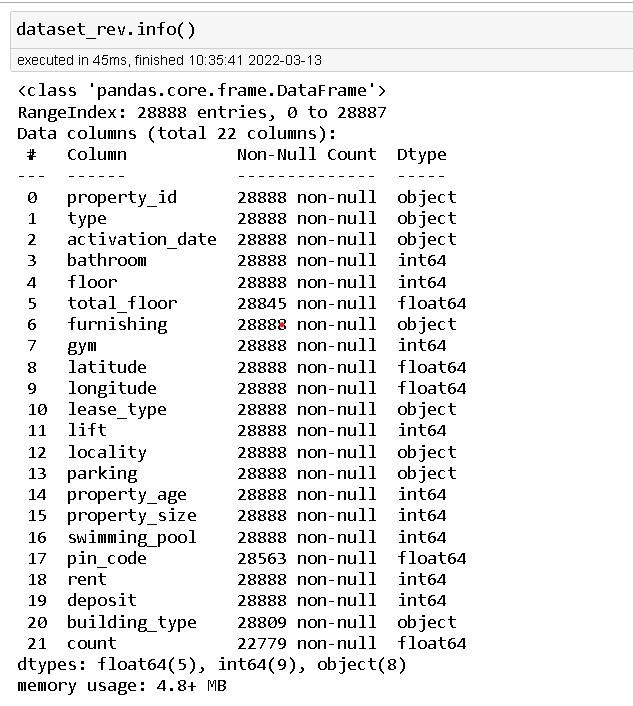 dataset_rev.info()
executed in 45ms, finished 10:35:41 2022-03-13
<class 'pandas.core.frame.DataFrame'>
RangeIndex: 28888 entries, 0 to 28887
Data columns (total 22 columns):
 #   Column           Non-Null Count  Dtype
---  ------           --------------  -----
 0   property_id      28888 non-null  object
 1   type             28888 non-null  object
 2   activation_date  28888 non-null  object
 3   bathroom         28888 non-null  int64
 4   floor            28888 non-null  int64
 5   total_floor      28845 non-null  float64
 6   furnishing       28888 non-null  object
 7   gym              28888 non-null  int64
 8   latitude         28888 non-null  float64
 9   longitude        28888 non-null  float64
 10  lease_type       28888 non-null  object
 11  lift             28888 non-null  int64
 12  locality         28888 non-null  object
 13  parking          28888 non-null  object
 14  property_age     28888 non-null  int64
 15  property_size    28888 non-null  int64
 16  swimming_pool    28888 non-null  int64
 17  pin_code         28563 non-null  float64
 18  rent             28888 non-null  int64
 19  deposit          28888 non-null  int64
 20  building_type    28809 non-null  object
 21  count            22779 non-null  float64
dtypes: float64(5), int64(9), object(8)
memory usage: 4.8+ MB